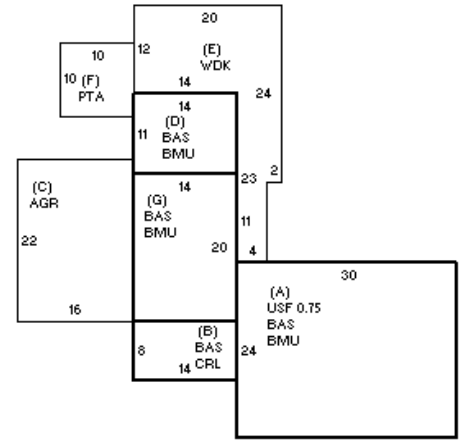 20
12
(E)
WDK
10
10
(F)
PTA
14
24
14
(D)
11
BAS
BMU
2
23
14
(C)
AGR
(G)
BAS
BMU
11
22
20
4
30
16
(A)
USF 0.75
BAS
BMU
(B)
BAS
CRL
8
24
14